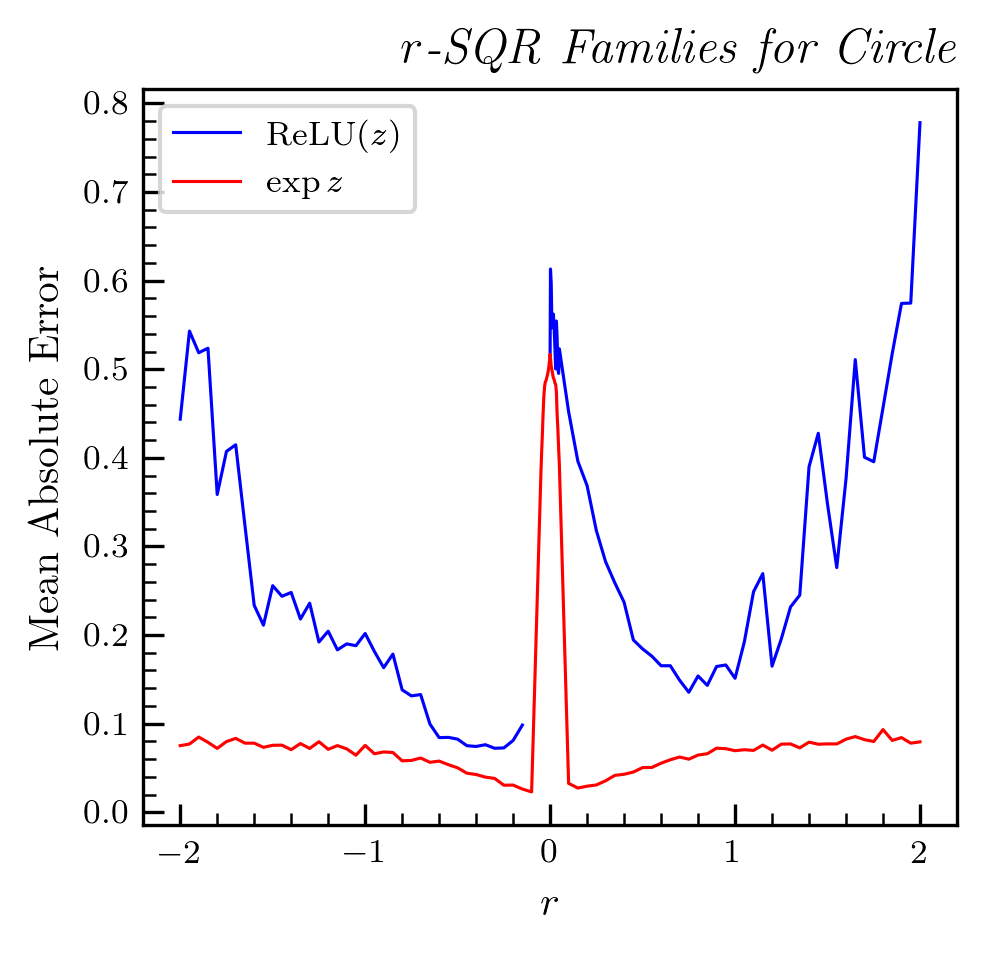 r-SQR Families for Circle
ReLU(z)
exp z
Mean Absolute Error
0.8
0.7
0.6
0.5
0.4
0.3
0.2
0.1
0.0
−2 −1 0 1 2
r